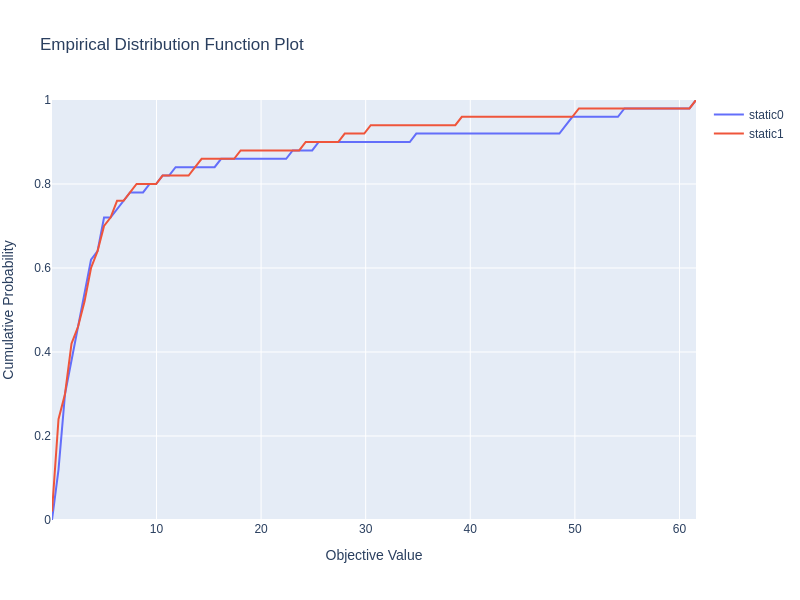 Empirical Distribution Function Plot
1
0.8
0.6
0.4
0.2
0
10 20 30 40 50 60
Objective Value
Cumulative Probability
static0
static1